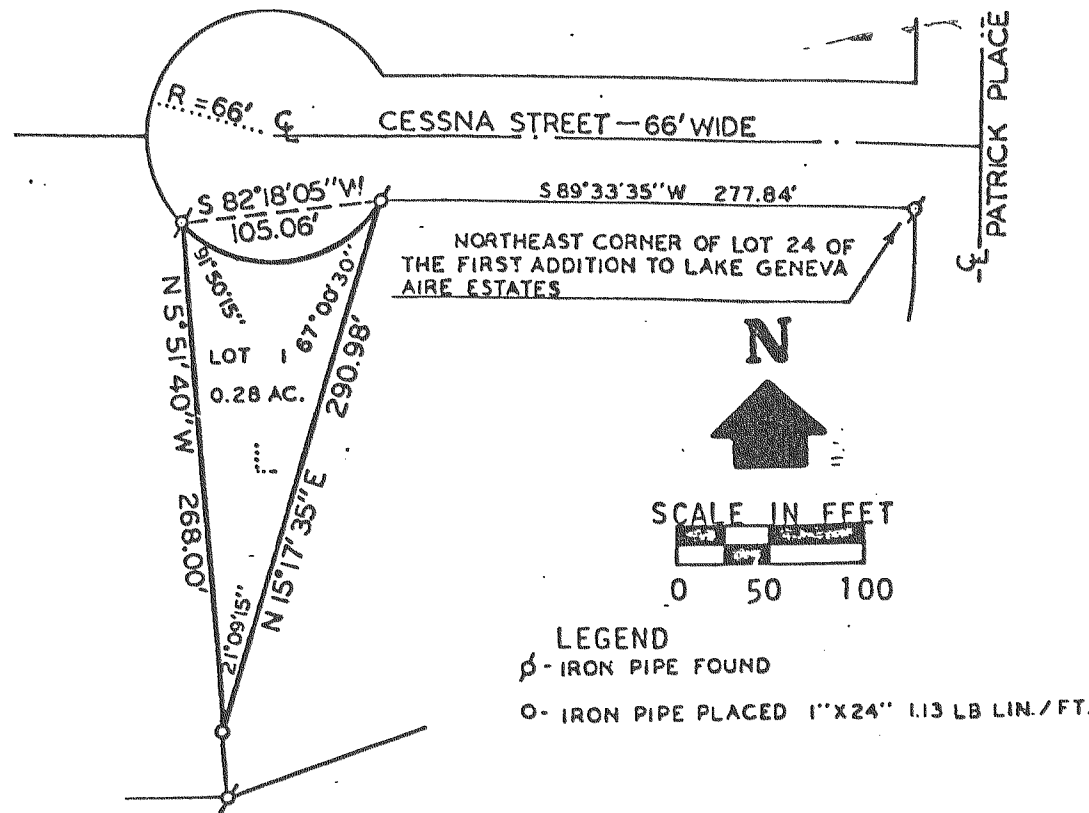 R = 66'
℄
CESSNA STREET — 66' WIDE
℄ PATRICK PLACE
S 82°18'05"W
105.06'
S 89°33'35"W 277.84'
NORTHEAST CORNER OF LOT 24 OF
THE FIRST ADDITION TO LAKE GENEVA
AIRE ESTATES
91°50'15"
67°00'30"
N 5°51'40"W 268.00'
LOT 1
0.28 AC.
290.98'
N 15°17'35"E
21°09'15"
N
SCALE IN FEET
0 50 100
LEGEND
ø - IRON PIPE FOUND
O - IRON PIPE PLACED 1"X24" 1.13 LB LIN./FT.